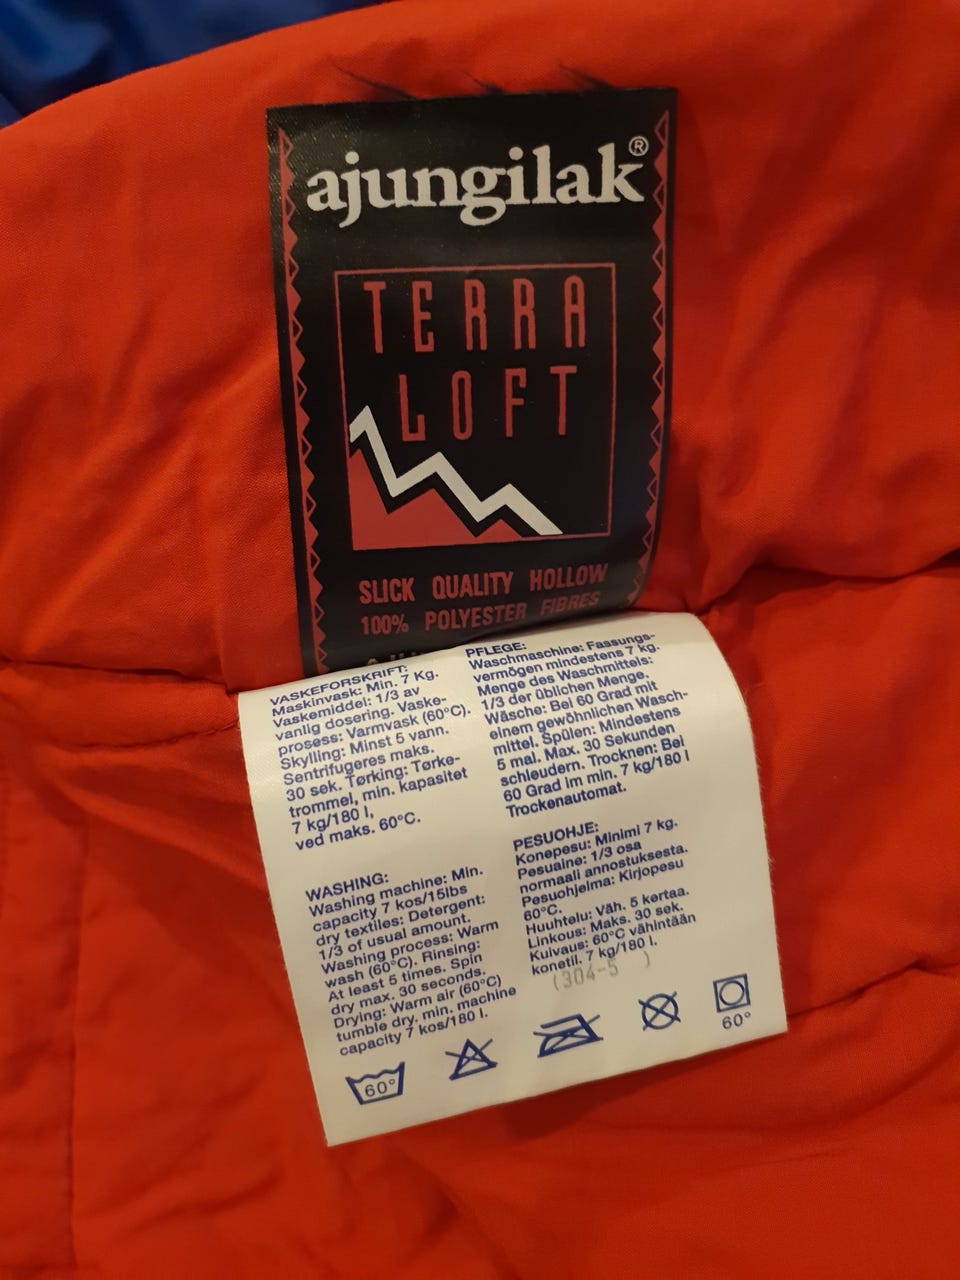 ajungilak®
TERRA
LOFT
SLICK QUALITY HOLLOW
100% POLYESTER FIBRES
VASKEFORSKRIFT:
Maskinvask: Min. 7 Kg.
Vaskemiddel: 1/3 av
vanlig dosering. Vaske-
prosess: Varmvask (60°C).
Skylling: Minst 5 vann.
Sentrifugeres maks.
30 sek. Tørking: Tørke-
trommel, min. kapasitet
7 kg/180 l,
ved maks. 60°C.
PFLEGE:
Waschmaschine: Fassungs-
vermögen mindestens 7 kg.
Menge des Waschmittels:
1/3 der üblichen Menge.
Wäsche: Bei 60 Grad mit
einem gewöhnlichen Wasch-
mittel. Spülen: Mindestens
5 mal. Max. 30 Sekunden
schleudern. Trocknen: Bei
60 Grad im min. 7 kg/180 l
Trockenautomat.
WASHING:
Washing machine: Min.
capacity 7 kos/15lbs
dry textiles: Detergent:
1/3 of usual amount.
Washing process: Warm
wash (60°C). Rinsing:
At least 5 times. Spin
dry max. 30 seconds.
Drying: Warm air (60°C)
tumble dry. min. machine
capacity 7 kos/180 l.
PESUOHJE:
Konepesu: Minimi 7 kg.
Pesuaine: 1/3 osa
normaali annostuksesta.
Pesuohjelma: Kirjopesu
60°C.
Huuhtelu: Väh. 5 kertaa.
Linkous: Maks. 30 sek.
Kuivaus: 60°C vähintään
konetil. 7 kg/180 l.
(304-5 )
60°
60°